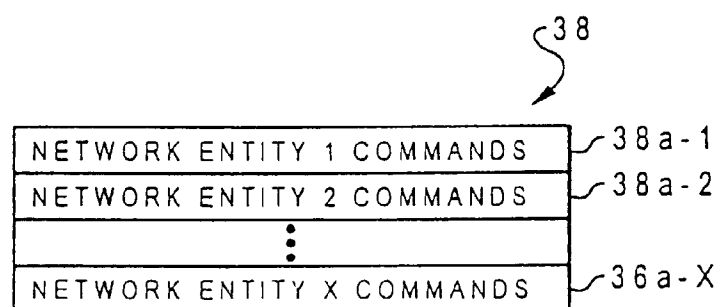 38
NETWORK ENTITY 1 COMMANDS 38a-1
NETWORK ENTITY 2 COMMANDS 38a-2
NETWORK ENTITY X COMMANDS 36a-X